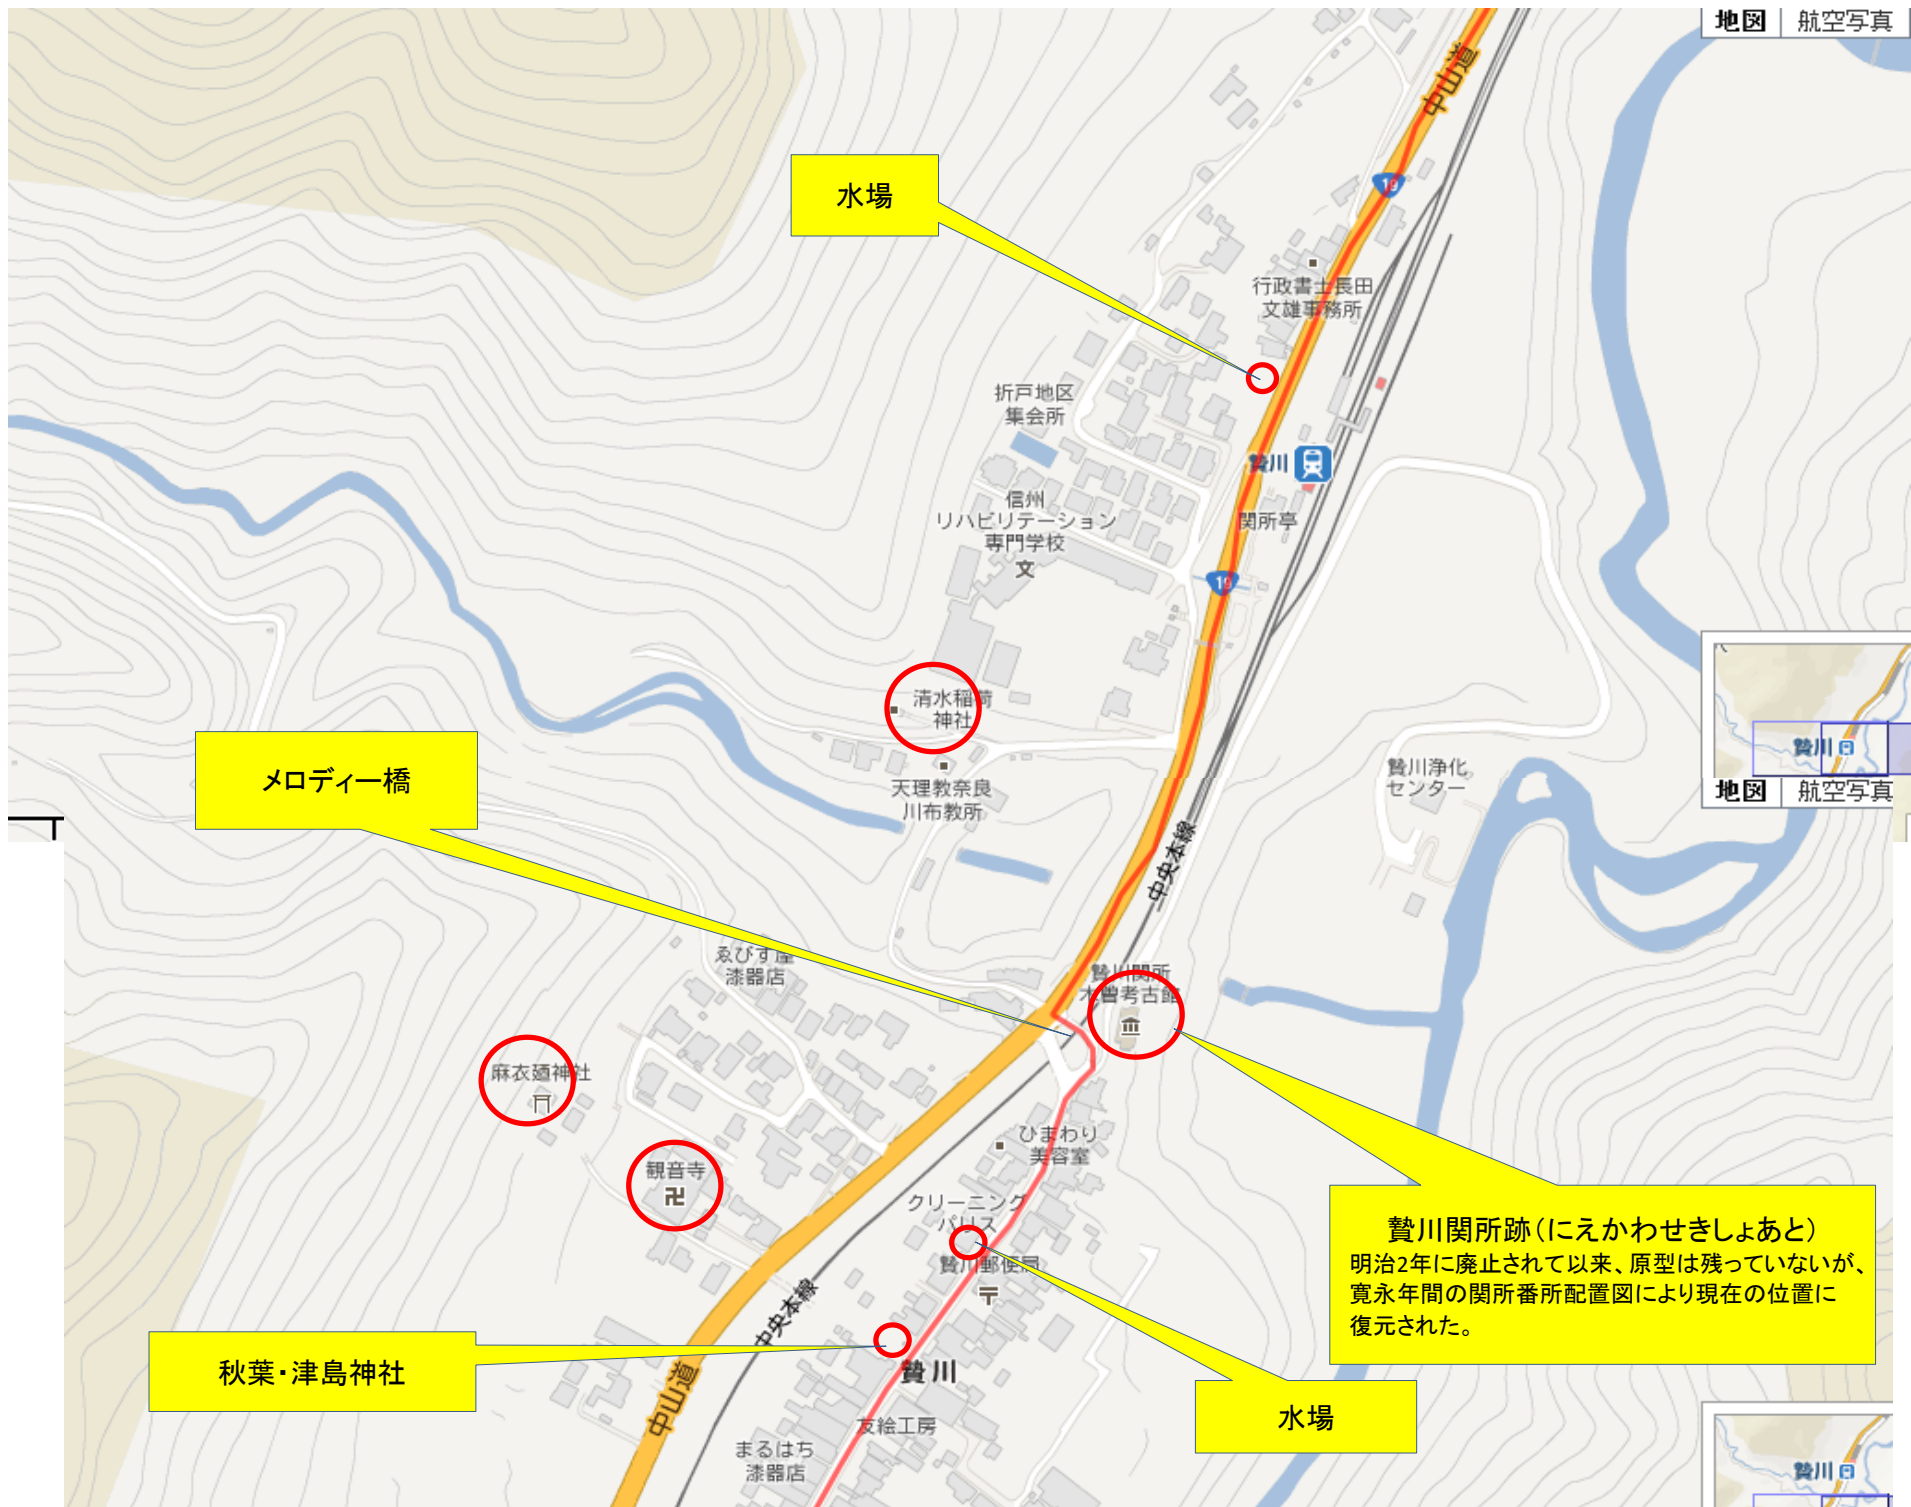 地図 航空写真
中山道
19
水場
行政書士長田
文雄事務所
折戸地区
集会所
贄川
信州
リハビリテーション
専門学校
文
関所亭
19
清水稲荷
神社
贄川
地図 航空写真
メロディー橋
天理教奈良
川布教所
贄川浄化
センター
中央本線
ゑびす屋
漆器店
贄川関所
木曽考古館
麻衣廼神社
観音寺
ひまわり
美容室
クリーニング
パリス
贄川郵便局
贄川関所跡(にえかわせきしょあと)
明治2年に廃止されて以来、原型は残っていないが、
寛永年間の関所番所配置図により現在の位置に
復元された。
中央本線
秋葉・津島神社
贄川
中山道
水場
友絵工房
まるはち
漆器店
贄川